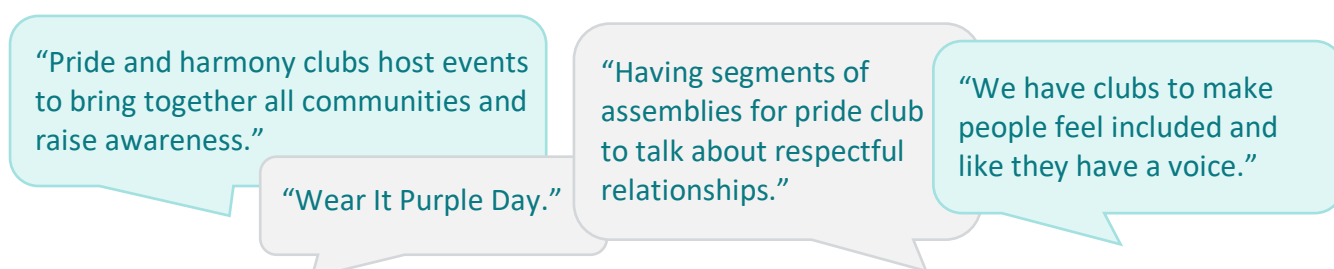 “Pride and harmony clubs host events
to bring together all communities and
raise awareness.”
“Wear It Purple Day.”
“Having segments of
assemblies for pride club
to talk about respectful
relationships.”
“We have clubs to make
people feel included and
like they have a voice.”